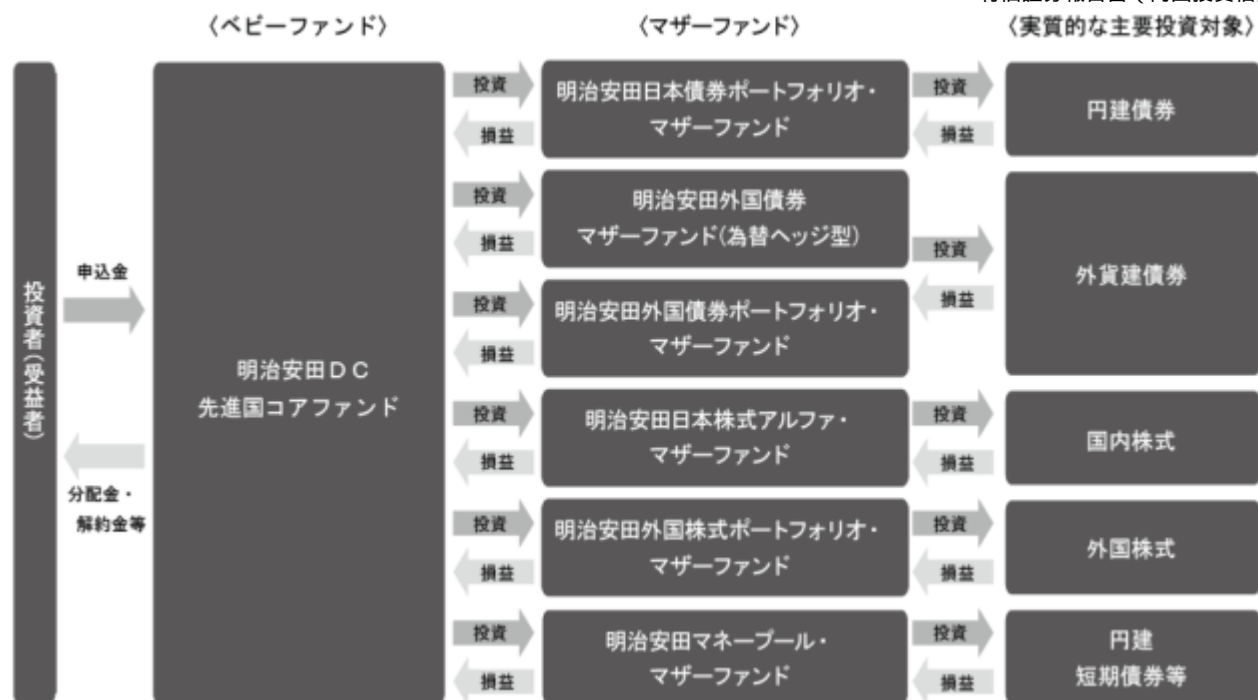 〈ベビーファンド〉
〈マザーファンド〉
〈実質的な主要投資対象〉
投資者(受益者)
申込金
分配金・
解約金等
明治安田DC
先進国コアファンド
投資
損益
明治安田日本債券ポートフォリオ・
マザーファンド
投資
損益
円建債券
投資
損益
明治安田外国債券
マザーファンド(為替ヘッジ型)
投資
損益
明治安田外国債券ポートフォリオ・
マザーファンド
投資
損益
外貨建債券
投資
損益
明治安田日本株式アルファ・
マザーファンド
投資
損益
国内株式
投資
損益
明治安田外国株式ポートフォリオ・
マザーファンド
投資
損益
外国株式
投資
損益
明治安田マネープール・
マザーファンド
投資
損益
円建
短期債券等